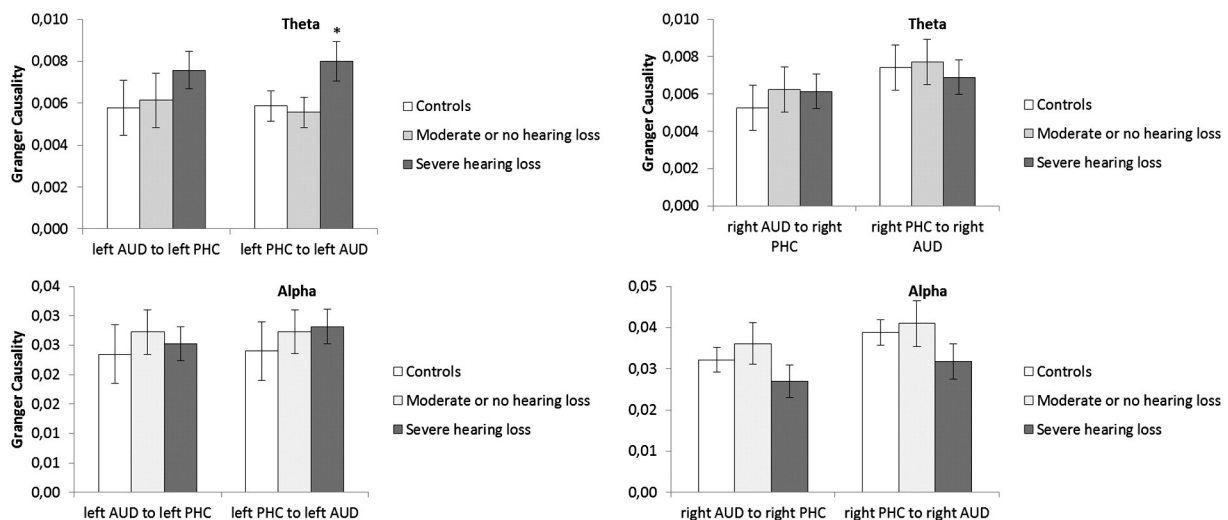 Theta
Granger Causality
0,010
0,008
0,006
0,004
0,002
0,000
*
left AUD to left PHC
left PHC to left AUD
Controls
Moderate or no hearing loss
Severe hearing loss
Theta
Granger Causality
0,010
0,008
0,006
0,004
0,002
0,000
right AUD to right
PHC
right PHC to right
AUD
Controls
Moderate or no hearing loss
Severe hearing loss
Alpha
Granger Causality
0,04
0,03
0,03
0,02
0,02
0,01
0,01
0,00
left AUD to left PHC
left PHC to left AUD
Controls
Moderate or no hearing loss
Severe hearing loss
Alpha
Granger Causality
0,05
0,04
0,03
0,02
0,01
0,00
right AUD to right PHC
right PHC to right AUD
Controls
Moderate or no hearing loss
Severe hearing loss